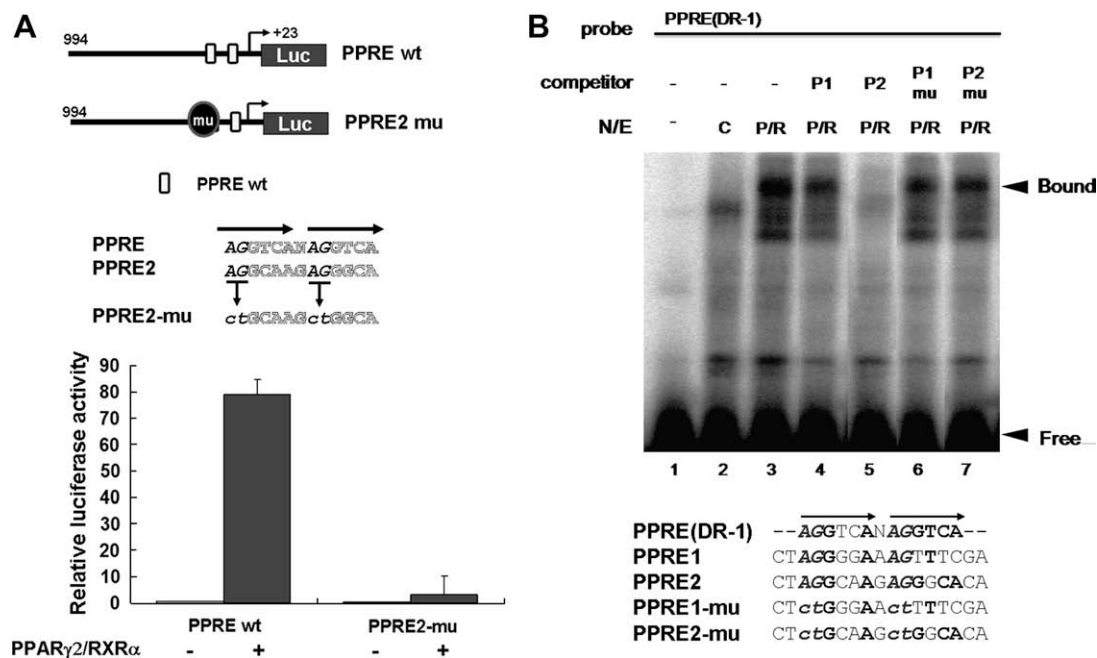 A
994
+23
Luc
PPRE wt
994
mu
Luc
PPRE2 mu
PPRE wt
PPRE AGGTCANAGGTCA
PPRE2 AGGCAAGAGGGCA
PPRE2-mu ctGCAAGctGGCA
Relative luciferase activity
90
80
70
60
50
40
30
20
10
0
PPRE wt PPRE2-mu
PPARγ2/RXRα - + - +
B
probe PPRE(DR-1)
competitor - - - P1 P2 P1 mu P2 mu
N/E - C P/R P/R P/R P/R P/R
Bound
Free
1 2 3 4 5 6 7
PPRE(DR-1) --AGGTCANAGGTCA--
PPRE1 CTAGGGGAAAGTTTCGA
PPRE2 CTAGGCAAGAGGGCACA
PPRE1-mu CTctGGGAActTTTCGA
PPRE2-mu CTctGCAAGctGGCACA